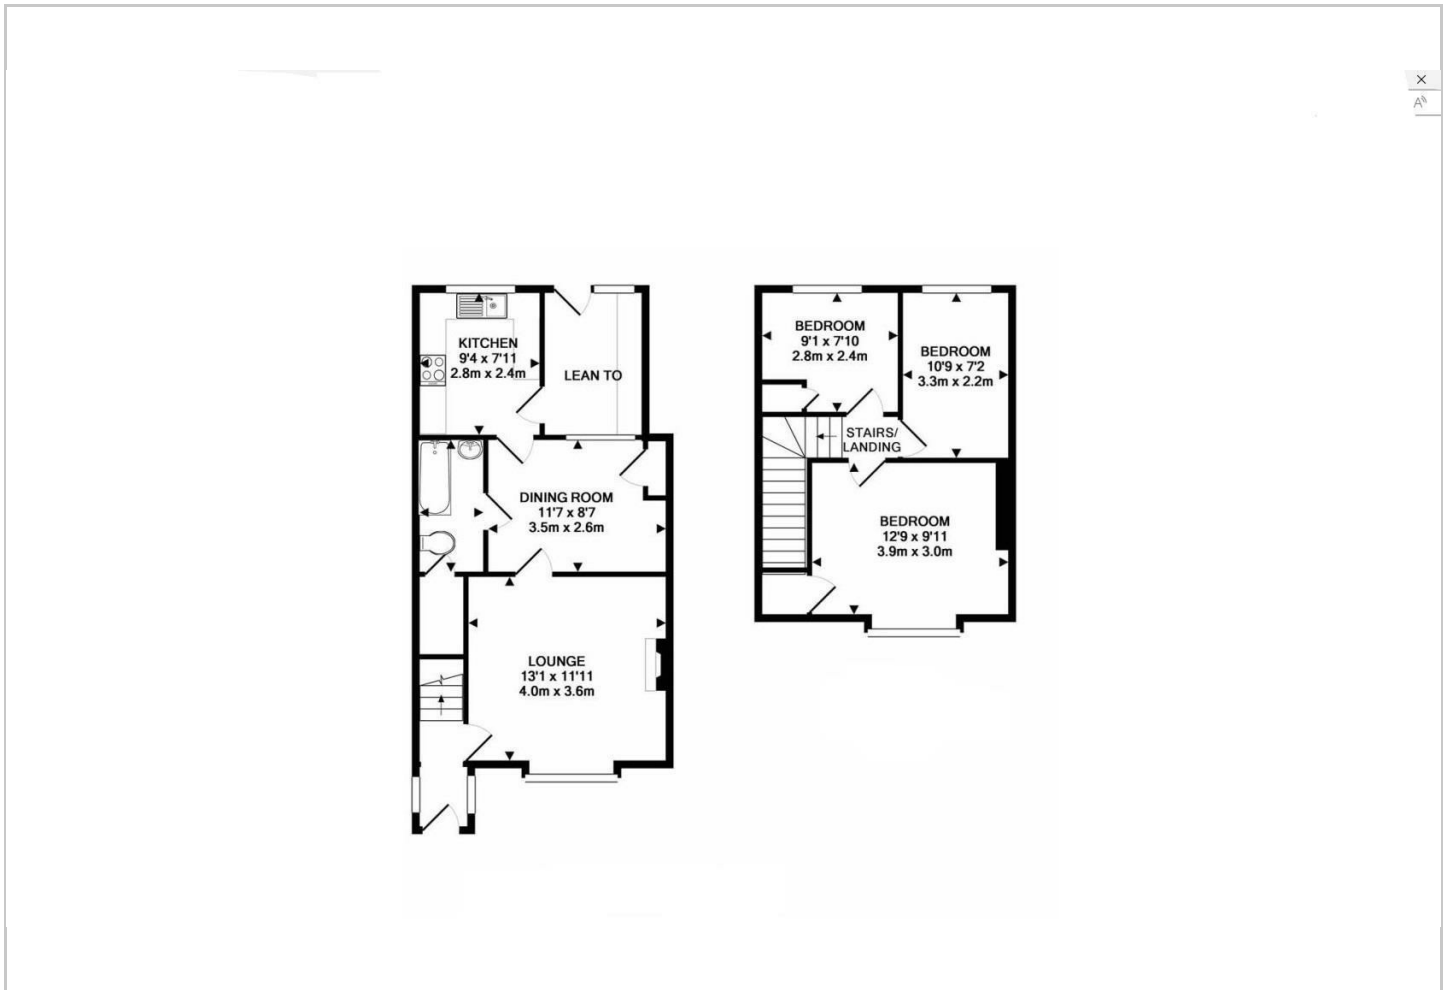 A
KITCHEN
9'4 x 7'11
2.8m x 2.4m
LEAN TO
DINING ROOM
11'7 x 8'7
3.5m x 2.6m
LOUNGE
13'1 x 11'11
4.0m x 3.6m
BEDROOM
9'1 x 7'10
2.8m x 2.4m
BEDROOM
10'9 x 7'2
3.3m x 2.2m
STAIRS/
LANDING
BEDROOM
12'9 x 9'11
3.9m x 3.0m